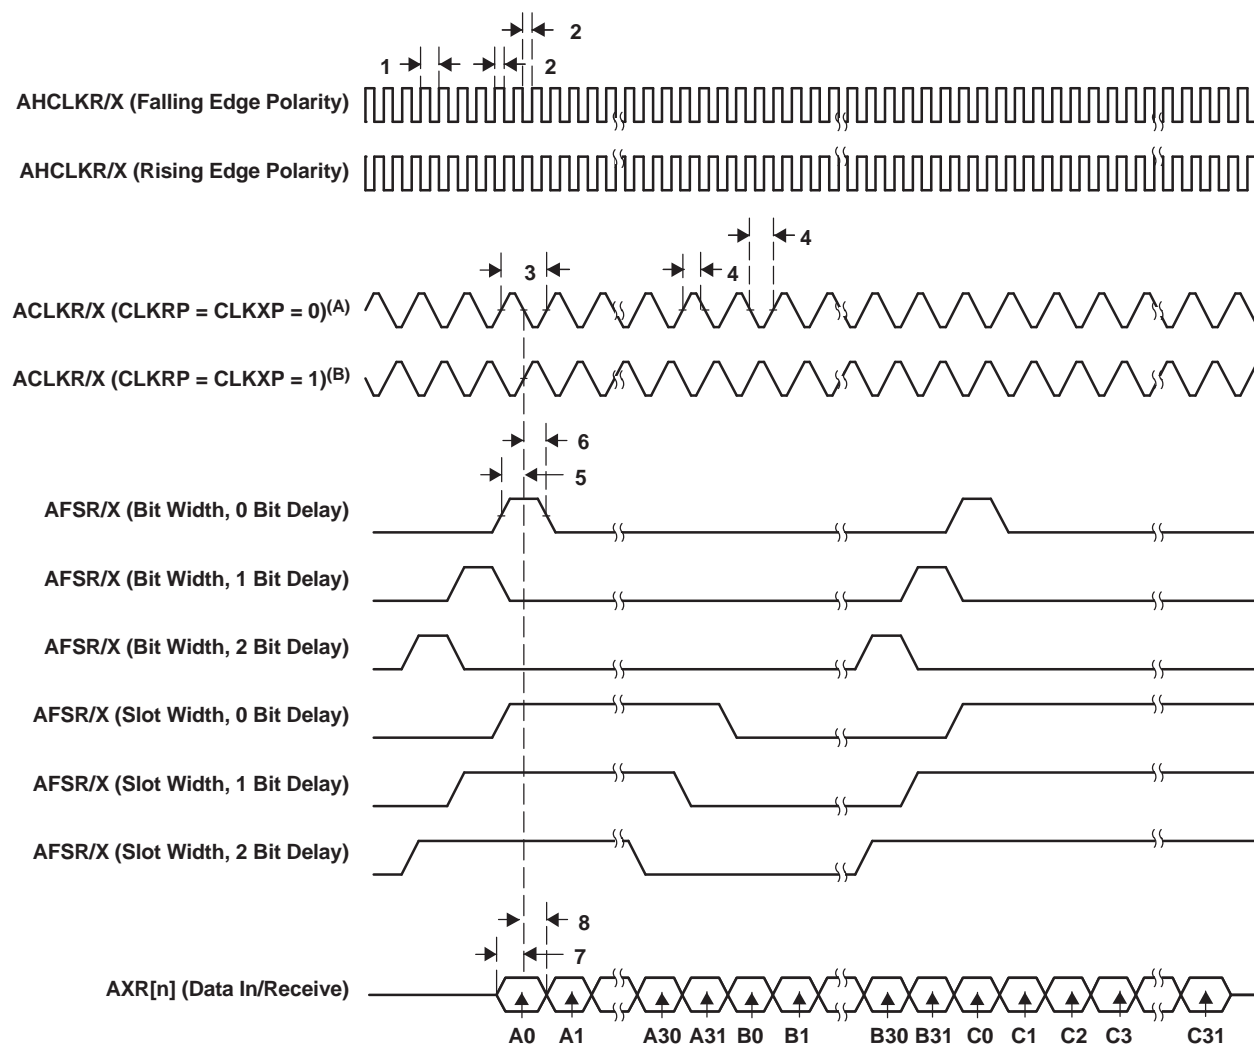 2
1
2
AHCLKR/X (Falling Edge Polarity)
AHCLKR/X (Rising Edge Polarity)
4
3
4
ACLKR/X (CLKRP = CLKXP = 0)(A)
ACLKR/X (CLKRP = CLKXP = 1)(B)
6
5
AFSR/X (Bit Width, 0 Bit Delay)
AFSR/X (Bit Width, 1 Bit Delay)
AFSR/X (Bit Width, 2 Bit Delay)
AFSR/X (Slot Width, 0 Bit Delay)
AFSR/X (Slot Width, 1 Bit Delay)
AFSR/X (Slot Width, 2 Bit Delay)
8
7
AXR[n] (Data In/Receive)
A0 A1 A30 A31 B0 B1 B30 B31 C0 C1 C2 C3 C31